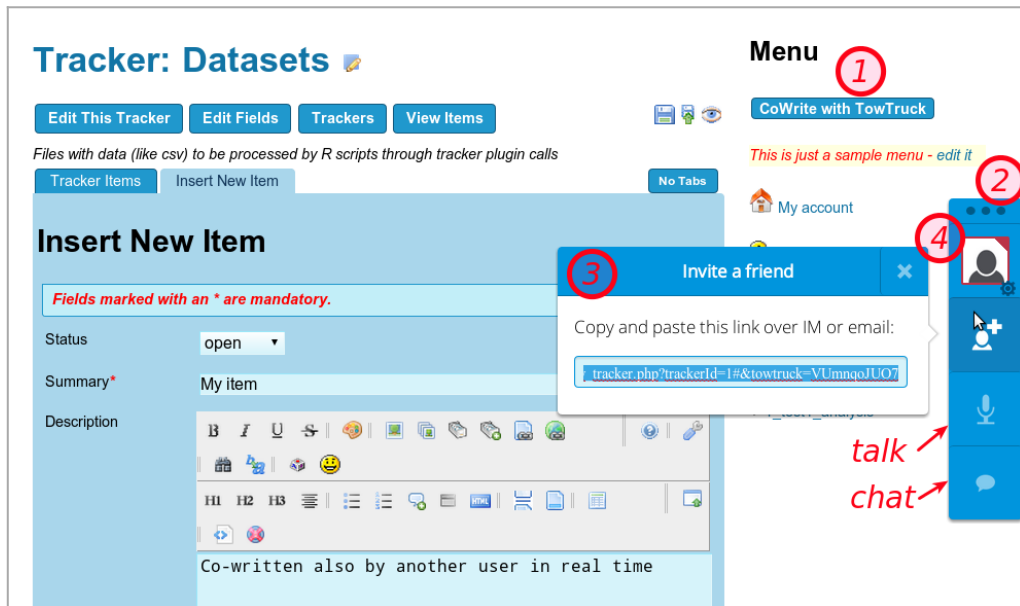 Tracker: Datasets
Menu
1
Edit This Tracker Edit Fields Trackers View Items
CoWrite with TowTruck
Files with data (like csv) to be processed by R scripts through tracker plugin calls
This is just a sample menu - edit it
Tracker Items Insert New Item
No Tabs
2
My account
Insert New Item
4
3 Invite a friend
Fields marked with an * are mandatory.
Copy and paste this link over IM or email:
Status open
_tracker.php?trackerId=1#&towtruck=VUmnqoJUO7
Summary* My item
Description
B I U S
talk
H1 H2 H3 HTML
chat
Co-written also by another user in real time